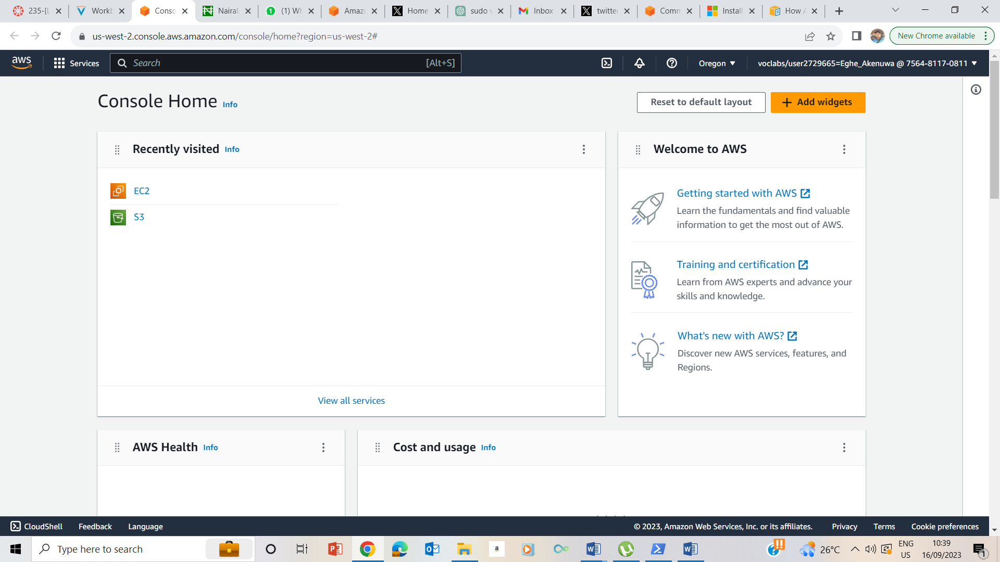 235-[L
Workb
Conso
Nairal
(1) Wh
Amazo
Home
sudo v
Inbox
twitter
Comm
Install
How A
us-west-2.console.aws.amazon.com/console/home?region=us-west-2#
New Chrome available
aws
Services
Search
[Alt+S]
Oregon
voclabs/user2729665=Eghe_Akenuwa @ 7564-8117-0811
Console Home Info
Reset to default layout
Add widgets
Recently visited Info
EC2
S3
View all services
Welcome to AWS
Getting started with AWS
Learn the fundamentals and find valuable
information to get the most out of AWS.
Training and certification
Learn from AWS experts and advance your
skills and knowledge.
What's new with AWS?
Discover new AWS services, features, and
Regions.
AWS Health Info
Cost and usage Info
CloudShell
Feedback
Language
© 2023, Amazon Web Services, Inc. or its affiliates.
Privacy
Terms
Cookie preferences
Type here to search
26°C
ENG
US
10:39
16/09/2023
1